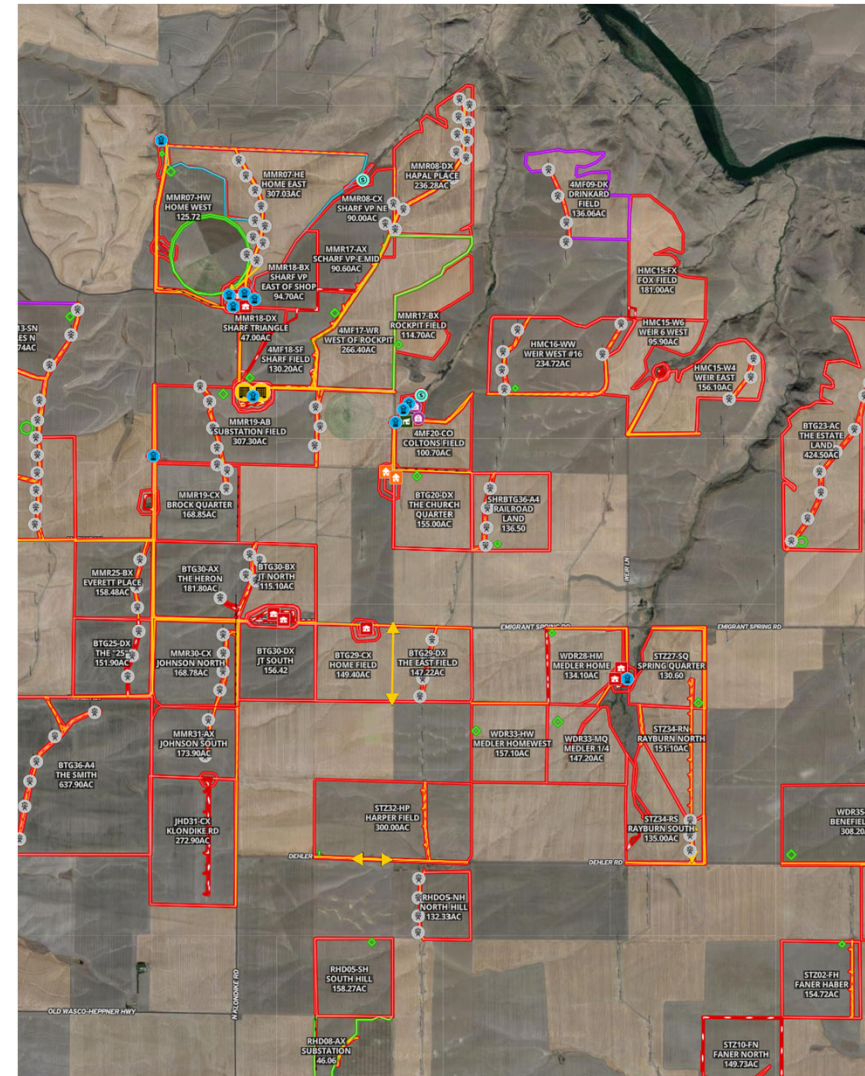 MMR07-HE
HOME EAST
307.03AC
MMR08-DX
HAPAL PLACE
236.28AC
MMR07-HW
HOME WEST
125.72
MMR08-CX
SHARF VP NE
90.00AC
4MF09-DK
DRINKARD
FIELD
136.06AC
MMR17-AX
SCHARF VP-E.MID
90.60AC
MMR18-BX
SHARF VP
EAST OF SHOP
94.70AC
HMC15-FX
FOX FIELD
181.00AC
MMR18-DX
SHARF TRIANGLE
47.00AC
4MF17-WR
WEST OF ROCKPIT
266.40AC
MMR17-BX
ROCKPIT FIELD
114.70AC
HMC15-W6
WEIR 6 WEST
95.90AC
13-SN
ES N
74AC
4MF18-SF
SHARF FIELD
130.20AC
HMC16-WW
WEIR WEST #16
234.72AC
HMC15-W4
WEIR EAST
156.10AC
MMR19-AB
SUBSTATION FIELD
307.30AC
4MF20-CO
COLTONS FIELD
100.70AC
BTG23-AC
THE ESTATE
LAND
424.50AC
MMR19-CX
BROCK QUARTER
168.85AC
BTG20-DX
THE CHURCH
QUARTER
155.00AC
SHRBTG36-A4
RAILROAD
LAND
136.50
MMR25-BX
EVERETT PLACE
158.48AC
BTG30-AX
THE HERON
181.80AC
BTG30-BX
JT NORTH
115.10AC
WEIR LN
EMIGRANT SPRING RD
EMIGRANT SPRING RD
BTG25-DX
THE "25"
151.90AC
MMR30-CX
JOHNSON NORTH
168.78AC
BTG30-DX
JT SOUTH
156.42
BTG29-CX
HOME FIELD
149.40AC
BTG29-DX
THE EAST FIELD
147.22AC
WDR28-HM
MEDLER HOME
134.10AC
STZ27-SQ
SPRING QUARTER
130.60
MMR31-AX
JOHNSON SOUTH
173.90AC
WDR33-HW
MEDLER HOMEWEST
157.10AC
WDR33-MQ
MEDLER 1/4
147.20AC
STZ34-RN
RAYBURN NORTH
151.10AC
BTG36-A4
THE SMITH
637.90AC
JHD31-CX
KLONDIKE RD
272.90AC
STZ32-HP
HARPER FIELD
300.00AC
STZ34-RS
RAYBURN SOUTH
135.00AC
WDR35-
BENEFIEL
308.20
DEHLER
DEHLER RD
RHD05-NH
NORTH HILL
132.33AC
RHD05-SH
SOUTH HILL
158.27AC
N KLONDIKE RD
STZ02-FH
FANER HABER
154.72AC
OLD WASCO-HEPPNER HWY
RHD08-AX
SUBSTATION
46.06
STZ10-FN
FANER NORTH
149.73AC